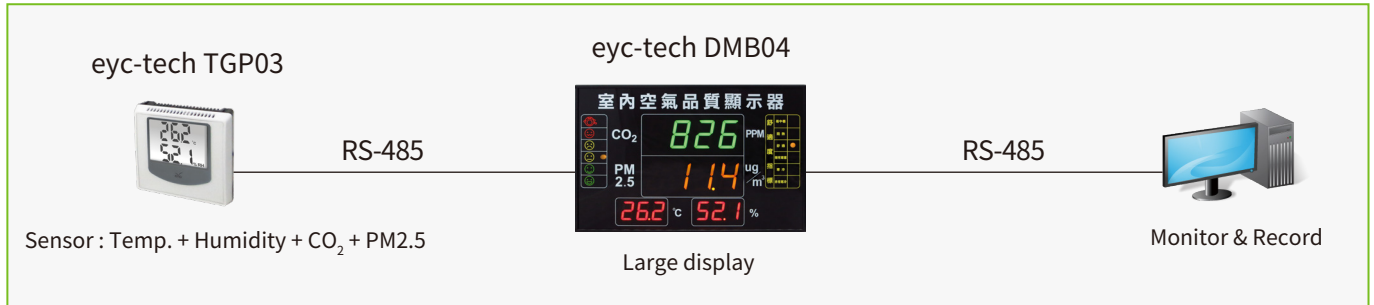 eyc-tech TGP03
26.2
52.1
Sensor : Temp. + Humidity + CO₂ + PM2.5
RS-485
eyc-tech DMB04
室內空氣品質顯示器
CO₂ 826 PPM
PM 2.5 11.4 ug/m³
26.2 °C 52.1 %
Large display
RS-485
Monitor & Record